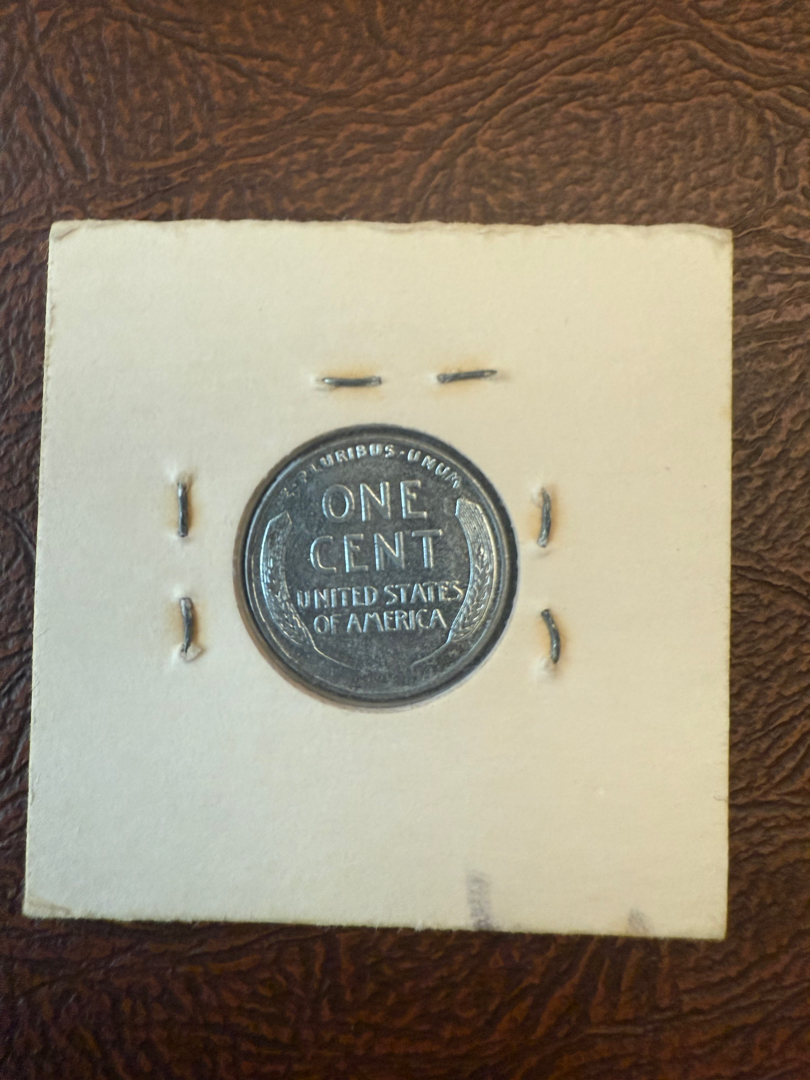 E·PLURIBUS·UNUM
ONE
CENT
UNITED STATES
OF AMERICA